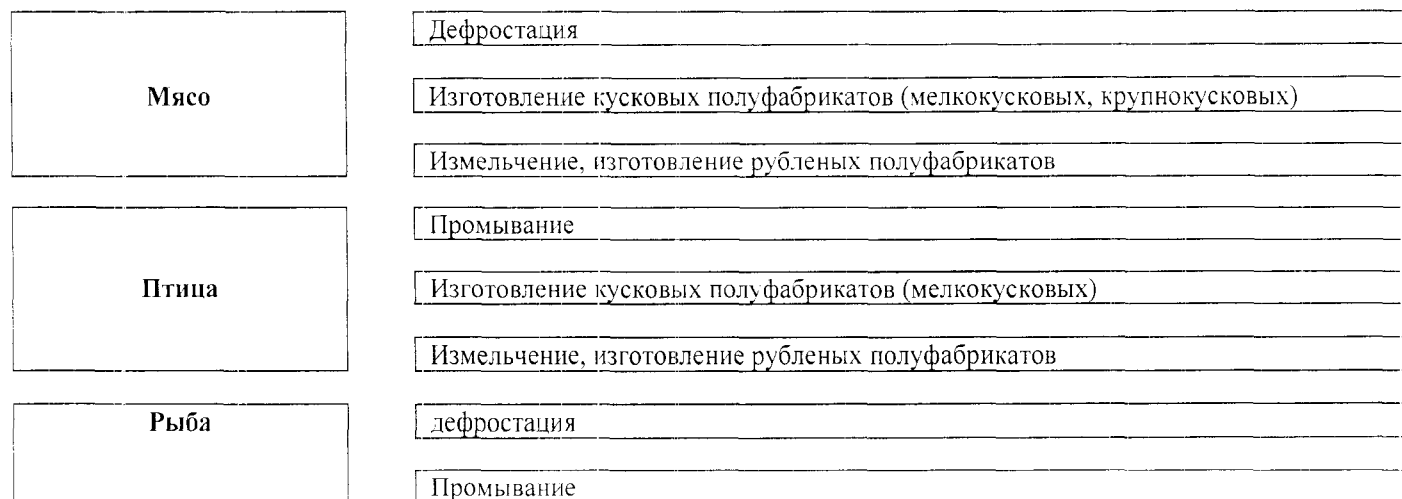 Мясо
Дефростация
Изготовление кусковых полуфабрикатов (мелкокусковых, крупнокусковых)
Измельчение, изготовление рубленых полуфабрикатов
Птица
Промывание
Изготовление кусковых полуфабрикатов (мелкокусковых)
Измельчение, изготовление рубленых полуфабрикатов
Рыба
дефростация
Промывание